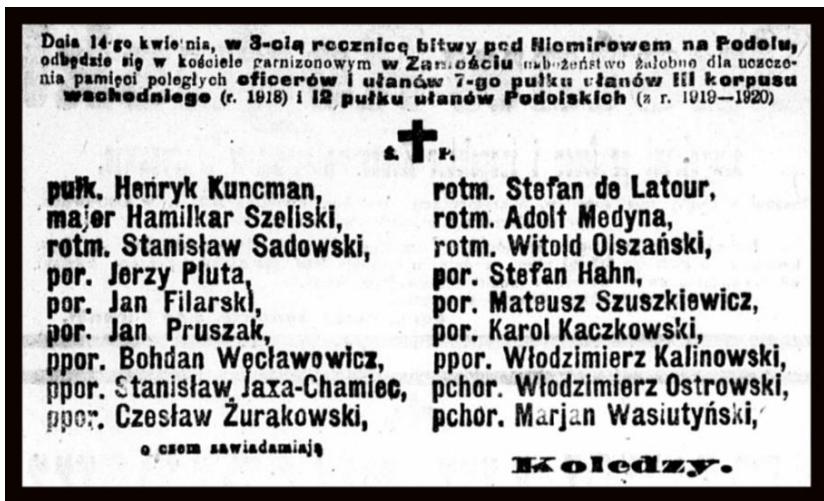 Dnia 14-go kwietnia, w 3-cią rocznicę bitwy pod Niemirowem na Podolu,
odbędzie się w kościele garnizonowym w Zamościu nabożeństwo żałobne dla uczcze-
nia pamięci poległych oficerów i ułanów 7-go pułku ułanów III korpusu
wschodniego (r. 1918) i 12 pułku ułanów Podolskich (z r. 1919—1920)
ś. P.
pułk. Henryk Kuncman,
major Hamilkar Szeliski,
rotm. Stanisław Sadowski,
por. Jerzy Pluta,
por. Jan Filarski,
por. Jan Pruszak,
ppor. Bohdan Węcławowicz,
ppor. Stanisław Jaxa-Chamiec,
ppor. Czesław Żurakowski,
rotm. Stefan de Latour,
rotm. Adolf Medyna,
rotm. Witold Olszański,
por. Stefan Hahn,
por. Mateusz Szuszkiewicz,
por. Karol Kaczkowski,
ppor. Włodzimierz Kalinowski,
pchor. Włodzimierz Ostrowski,
pchor. Marjan Wasiutyński,
o czem zawiadamiają
Koledzy.